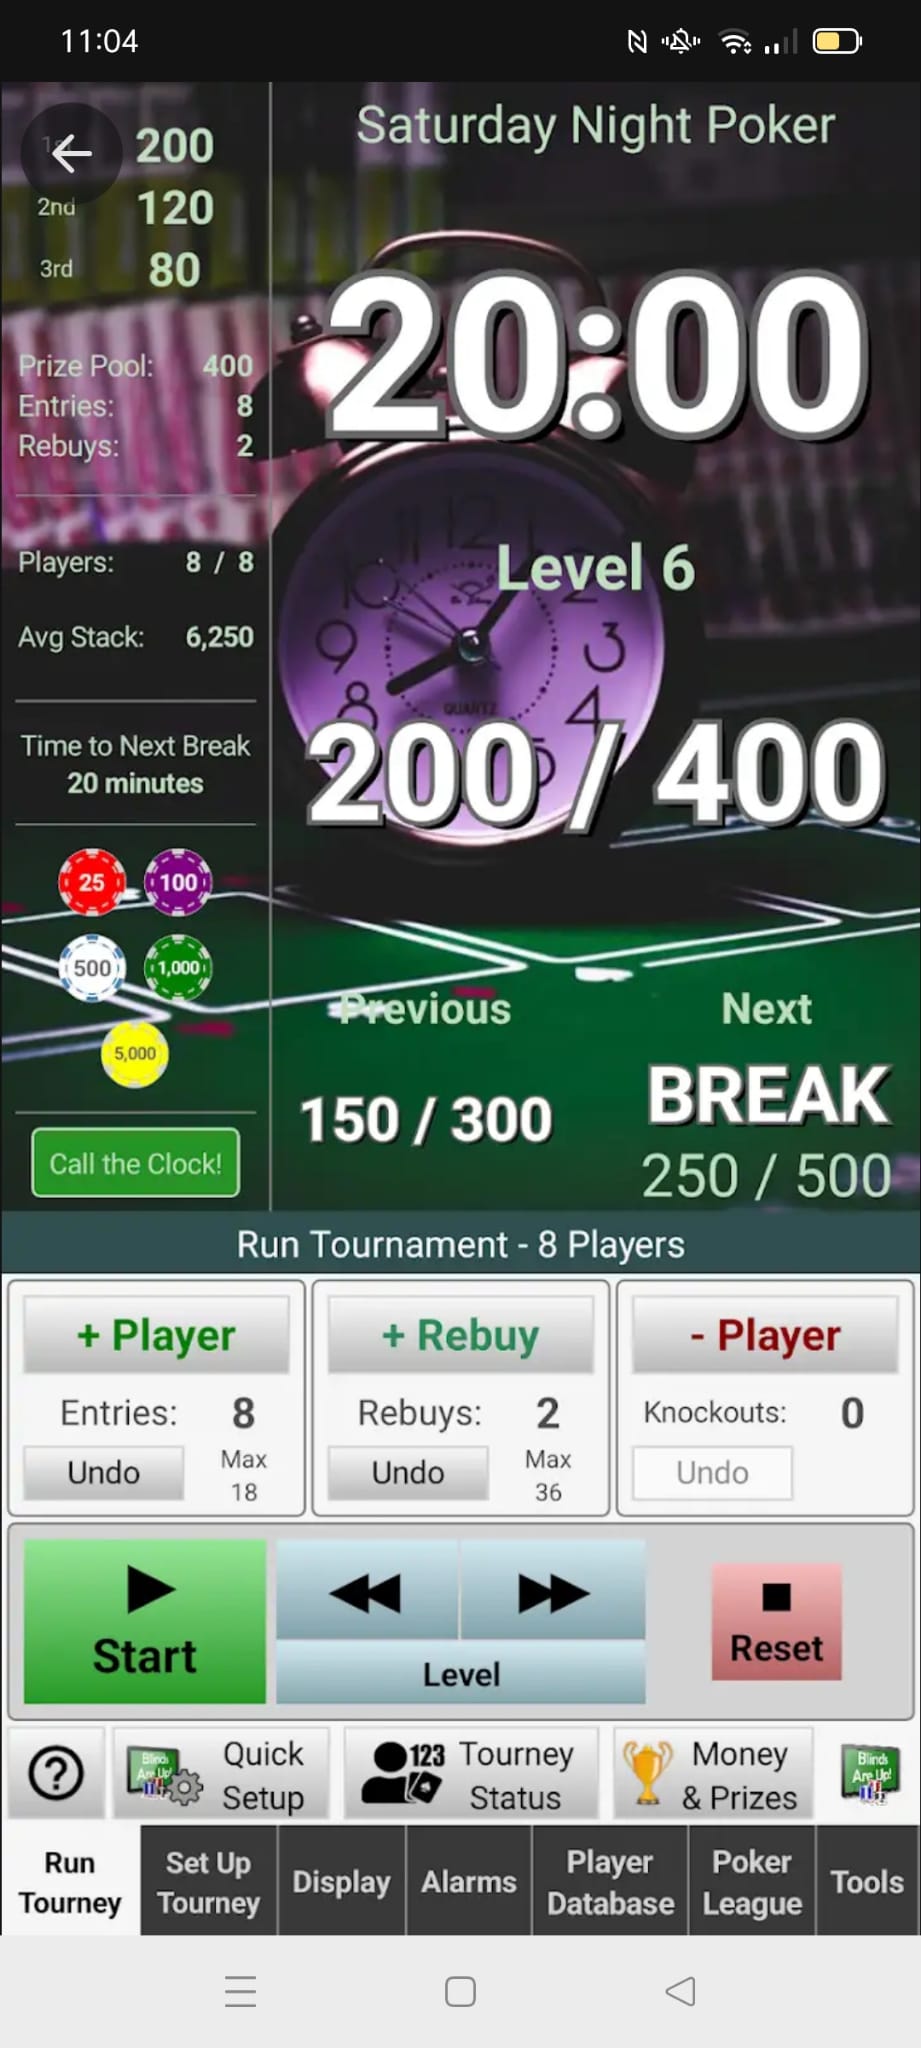 11:04
Saturday Night Poker
200
2nd 120
3rd 80
20:00
Prize Pool: 400
Entries: 8
Rebuys: 2
Players: 8 / 8
Level 6
Avg Stack: 6,250
Time to Next Break
20 minutes
200 / 400
25 100
500 1,000
5,000
Previous Next
150 / 300 BREAK
250 / 500
Call the Clock!
Run Tournament - 8 Players
+ Player + Rebuy - Player
Entries: 8 Rebuys: 2 Knockouts: 0
Undo Max 18 Undo Max 36 Undo
Start
Level
Reset
Quick Setup
123 Tourney Status
Money & Prizes
Blinds Are Up!
Run Tourney
Set Up Tourney
Display
Alarms
Player Database
Poker League
Tools